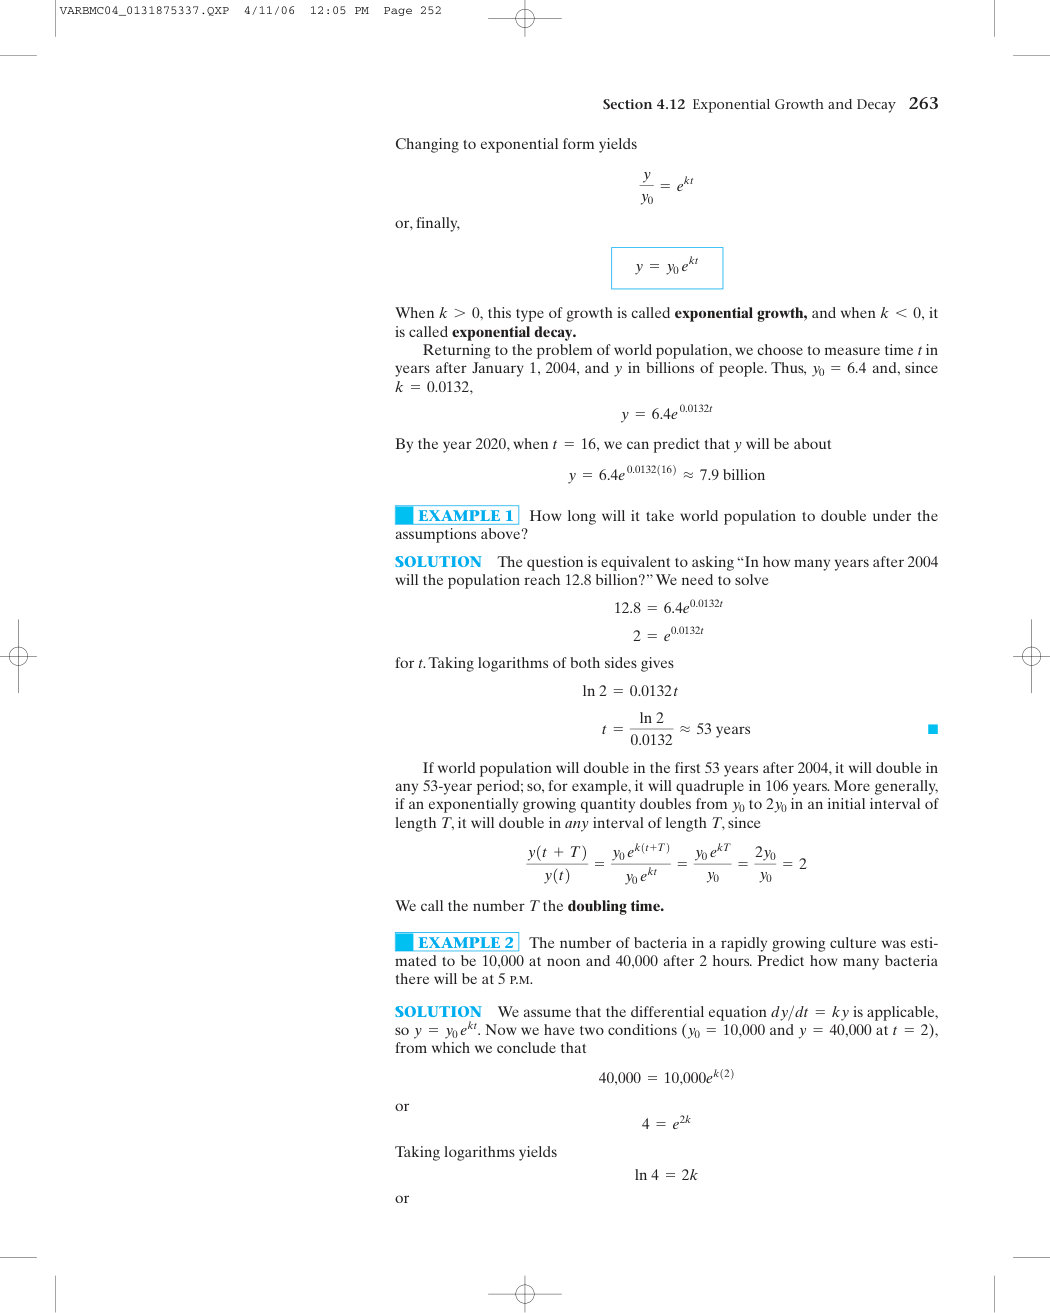 VARBMC04_0131875337.QXP 4/11/06 12:05 PM Page 252
Section 4.12 Exponential Growth and Decay 263
Changing to exponential form yields
y/y₀ = e^{kt}
or, finally,
y = y₀e^{kt}
When k > 0, this type of growth is called exponential growth, and when k < 0, it
is called exponential decay.
Returning to the problem of world population, we choose to measure time t in
years after January 1, 2004, and y in billions of people. Thus, y₀ = 6.4 and, since
k = 0.0132,
y = 6.4e^{0.0132t}
By the year 2020, when t = 16, we can predict that y will be about
y = 6.4e^{0.0132(16)} ≈ 7.9 billion
EXAMPLE 1 How long will it take world population to double under the
assumptions above?
SOLUTION The question is equivalent to asking “In how many years after 2004
will the population reach 12.8 billion?” We need to solve
12.8 = 6.4e^{0.0132t}
2 = e^{0.0132t}
for t. Taking logarithms of both sides gives
ln 2 = 0.0132t
t = ln 2/0.0132 ≈ 53 years
If world population will double in the first 53 years after 2004, it will double in
any 53-year period; so, for example, it will quadruple in 106 years. More generally,
if an exponentially growing quantity doubles from y₀ to 2y₀ in an initial interval of
length T, it will double in any interval of length T, since
y(t + T)/y(t) = y₀e^{k(t+T)}/y₀e^{kt} = y₀e^{kT}/y₀ = 2y₀/y₀ = 2
We call the number T the doubling time.
EXAMPLE 2 The number of bacteria in a rapidly growing culture was esti-
mated to be 10,000 at noon and 40,000 after 2 hours. Predict how many bacteria
there will be at 5 P.M.
SOLUTION We assume that the differential equation dy/dt = ky is applicable,
so y = y₀e^{kt}. Now we have two conditions (y₀ = 10,000 and y = 40,000 at t = 2),
from which we conclude that
40,000 = 10,000e^{k(2)}
or
4 = e^{2k}
Taking logarithms yields
ln 4 = 2k
or